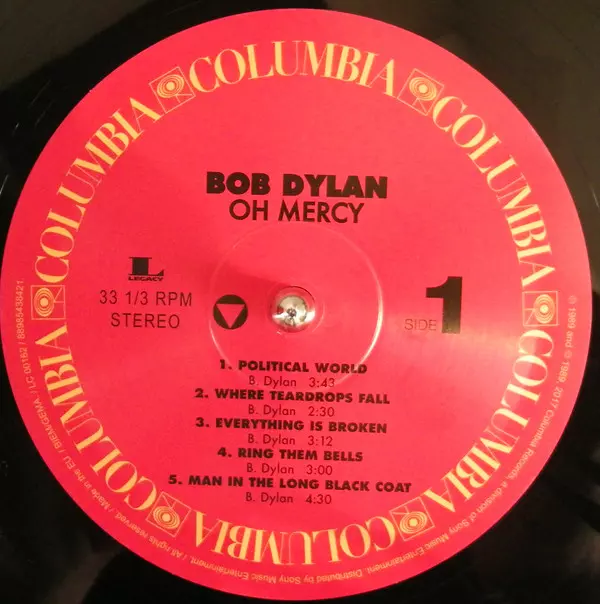 COLUMBIA COLUMBIA COLUMBIA COLUMBIA COLUMBIA COLUMBIA
BOB DYLAN
OH MERCY
L
LEGACY
33 1/3 RPM
STEREO
SIDE 1
1. POLITICAL WORLD
B. Dylan 3:43
2. WHERE TEARDROPS FALL
B. Dylan 2:30
3. EVERYTHING IS BROKEN
B. Dylan 3:12
4. RING THEM BELLS
B. Dylan 3:00
5. MAN IN THE LONG BLACK COAT
B. Dylan 4:30
℗ 1989 and © 1989, 2017 Columbia Records, a division of Sony Music Entertainment. Distributed by Sony Music Entertainment / All rights reserved. / Made in the EU / BIEM/GEMA / LC 00162 / 88985438421